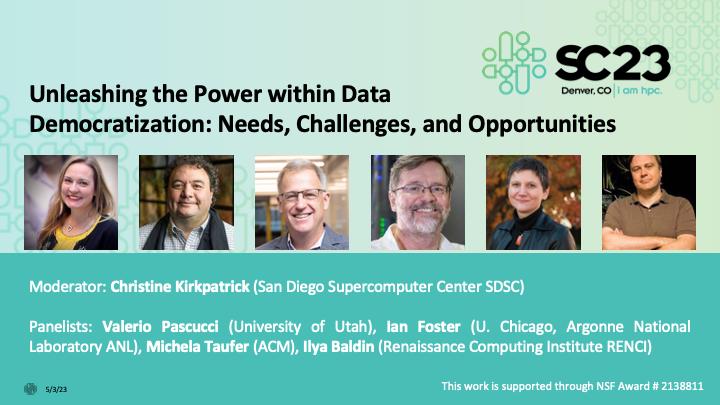 SC23
Denver, CO | i am hpc.
Unleashing the Power within Data
Democratization: Needs, Challenges, and Opportunities
Moderator: Christine Kirkpatrick (San Diego Supercomputer Center SDSC)
Panelists: Valerio Pascucci (University of Utah), Ian Foster (U. Chicago, Argonne National
Laboratory ANL), Michela Taufer (ACM), Ilya Baldin (Renaissance Computing Institute RENCI)
5/3/23
This work is supported through NSF Award # 2138811